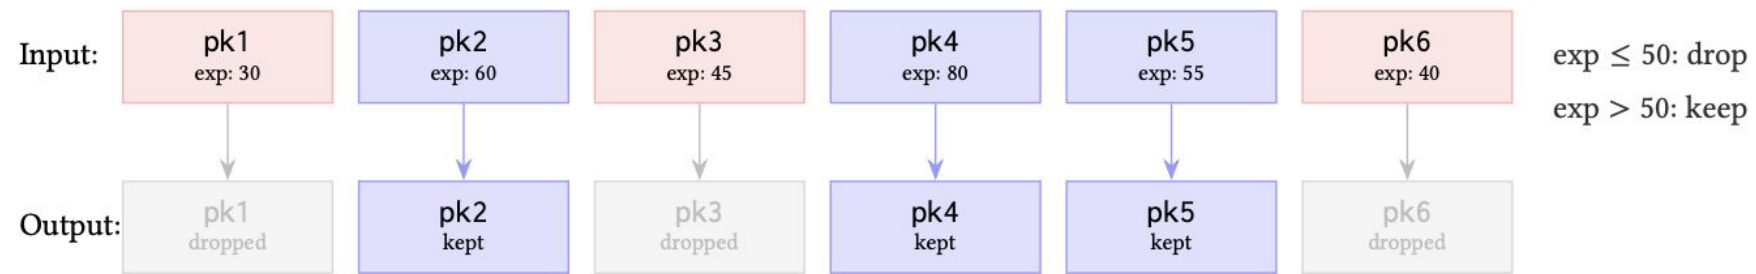 Input:
pk1
exp: 30
pk2
exp: 60
pk3
exp: 45
pk4
exp: 80
pk5
exp: 55
pk6
exp: 40
exp ≤ 50: drop
exp > 50: keep
Output:
pk1
dropped
pk2
kept
pk3
dropped
pk4
kept
pk5
kept
pk6
dropped